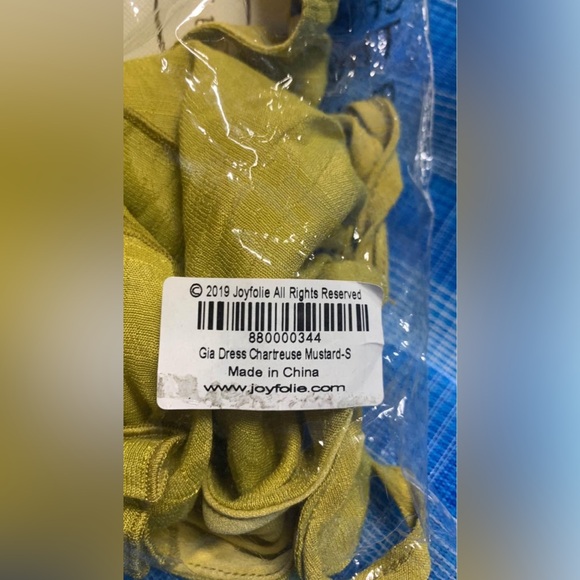 © 2019 Joyfolie All Rights Reserved
880000344
Gia Dress Chartreuse Mustard-S
Made in China
www.joyfolie.com